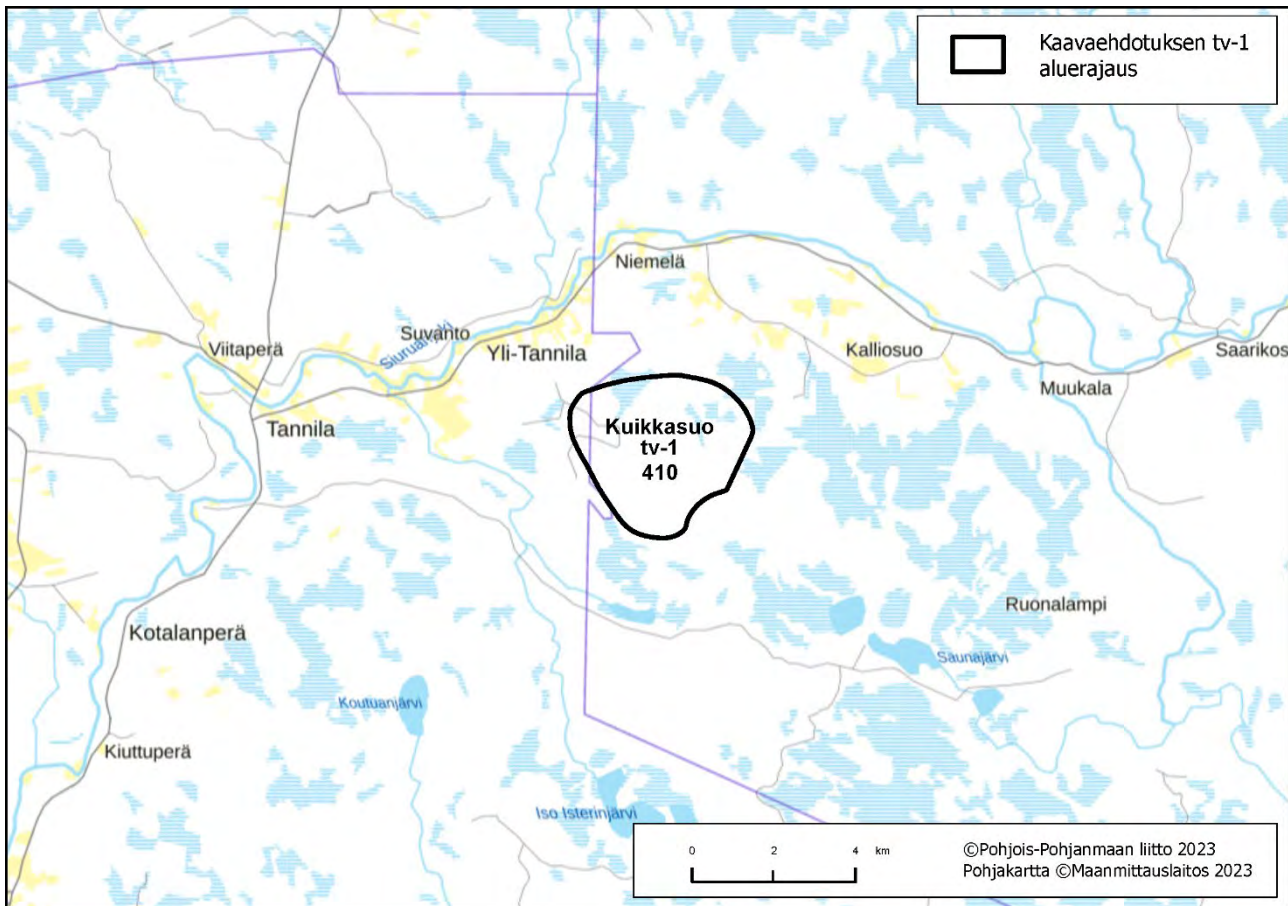 Kaavaehdotuksen tv-1
aluerajaus
Niemelä
Suvanto
Siuruanjoki
Viitaperä
Yli-Tannila
Kalliosuo
Saarikos
Muukala
Tannila
Kuikkasuo
tv-1
410
Ruonalampi
Kotalanperä
Saunajärvi
Koutuanjärvi
Kiuttuperä
Iso Isterinjärvi
0 2 4 km
©Pohjois-Pohjanmaan liitto 2023
Pohjakartta ©Maanmittauslaitos 2023